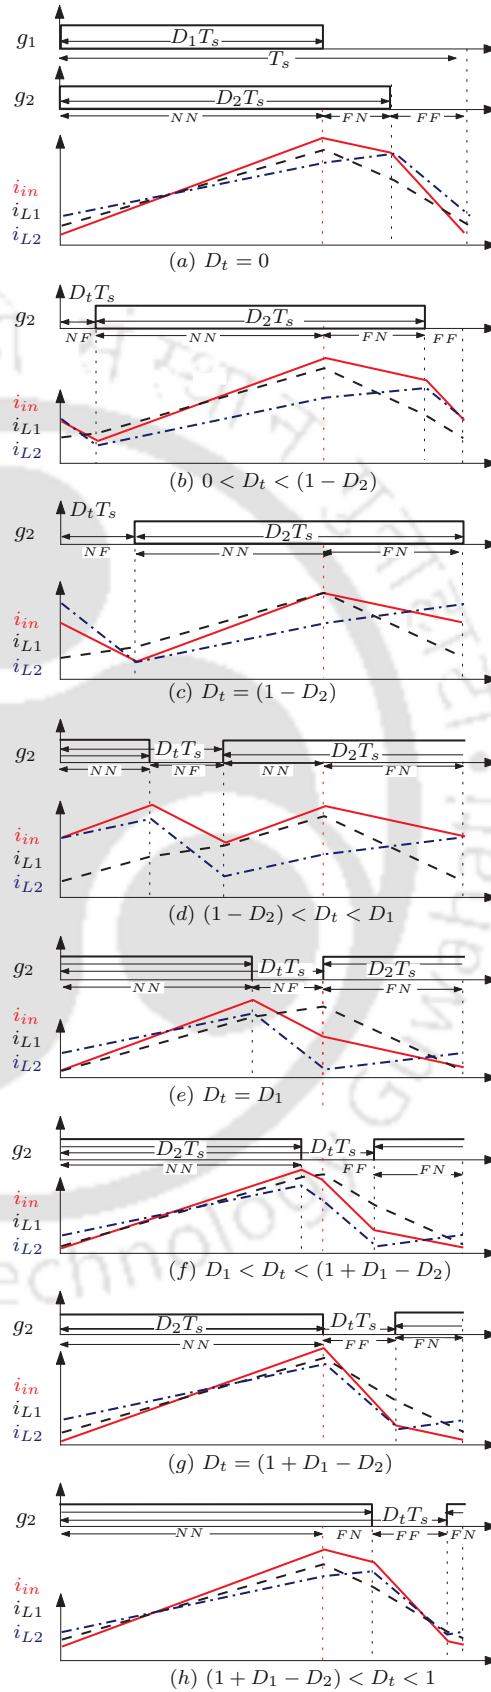 g1 D1Ts
Ts
g2 D2Ts
NN FN FF
iin
iL1
iL2
(a) Dt = 0
DtTs
g2 D2Ts
NF NN FN FF
iin
iL1
iL2
(b) 0 < Dt < (1 − D2)
DtTs
g2 D2Ts
NF NN FN
iin
iL1
iL2
(c) Dt = (1 − D2)
g2 DtTs D2Ts
NN NF NN FN
iin
iL1
iL2
(d) (1 − D2) < Dt < D1
g2 DtTs D2Ts
NN NF FN
iin
iL1
iL2
(e) Dt = D1
g2 D2Ts DtTs
NN FF FN
iin
iL1
iL2
(f) D1 < Dt < (1 + D1 − D2)
g2 D2Ts DtTs
NN FF FN
iin
iL1
iL2
(g) Dt = (1 + D1 − D2)
g2 DtTs
NN FN FF FN
iin
iL1
iL2
(h) (1 + D1 − D2) < Dt < 1